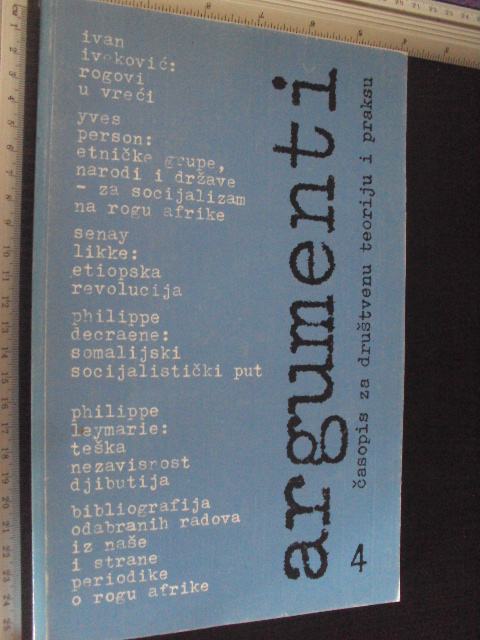 ivan
iveković:
rogovi
u vreći
yves
person:
etničke grupe,
narodi i države
- za socijalizam
na rogu afrike
senay
likke:
etiopska
revolucija
philippe
decraene:
somalijski
socijalistički put
philippe
leymarie:
teška
nezavisnost
djibutija
bibliografija
odabranih radova
iz naše
i strane
periodike
o rogu afrike
argumenti
časopis za društvenu teoriju i praksu
4